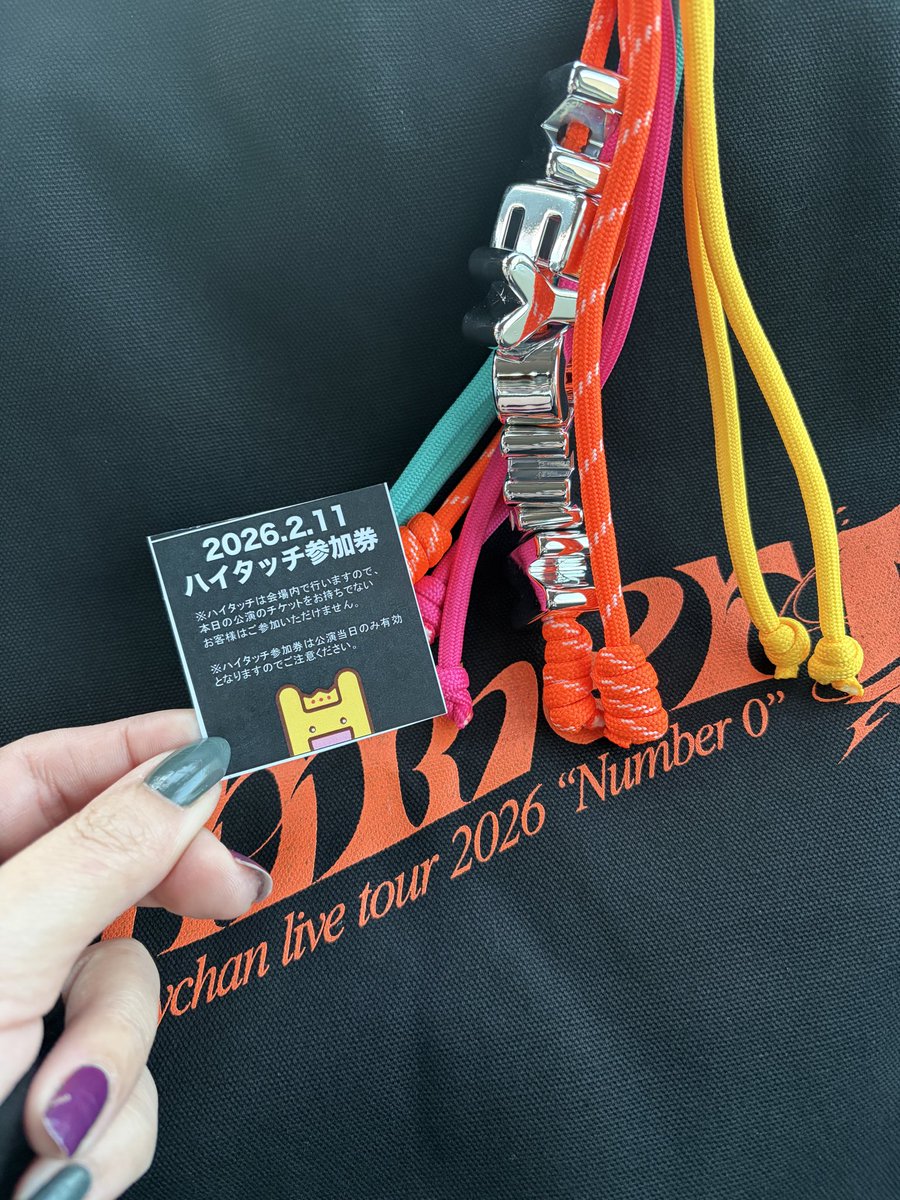 2026.2.11
ハイタッチ参加券
※ハイタッチは会場内で行いますので、
本日の公演のチケットをお持ちでない
お客様はご参加いただけません。
※ハイタッチ参加券は公演当日のみ有効
となりますのでご注意ください。
ychan live tour 2026 “Number 0”